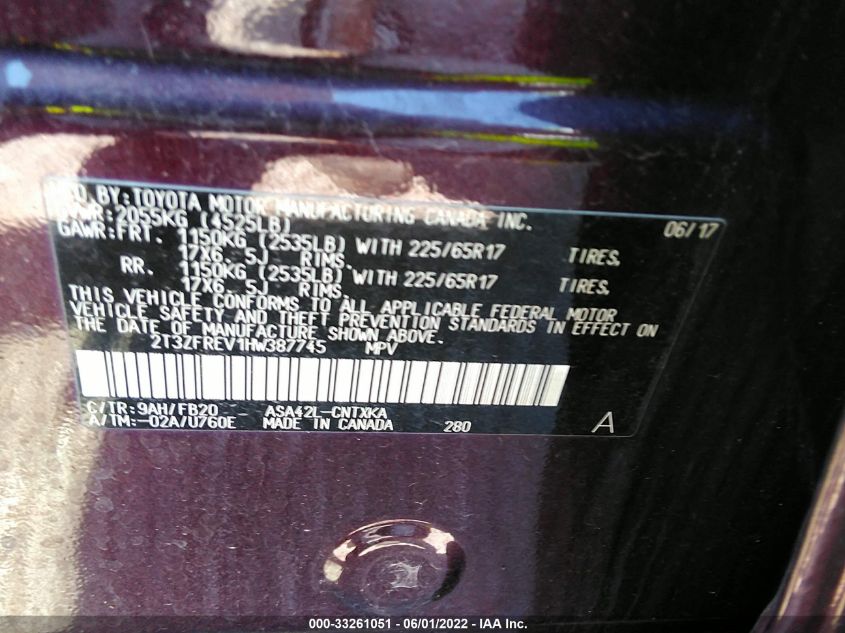 MFD BY:TOYOTA MOTOR MANUFACTURING CANADA INC.
GVWR:2055KG (4525LB) 06/17
GAWR:FRT. 1150KG (2535LB) WITH 225/65R17 TIRES,
17X6. 5J RIMS.
RR. 1150KG (2535LB) WITH 225/65R17 TIRES,
17X6. 5J RIMS.
THIS VEHICLE CONFORMS TO ALL APPLICABLE FEDERAL MOTOR
VEHICLE SAFETY AND THEFT PREVENTION STANDARDS IN EFFECT ON
THE DATE OF MANUFACTURE SHOWN ABOVE.
2T3ZFREV1HW387745 MPV
C/TR:9AH/FB20 ASA42L-CNTXKA
A/TM:-02A/U760E MADE IN CANADA 280 A
000-33261051 - 06/01/2022 - IAA Inc.